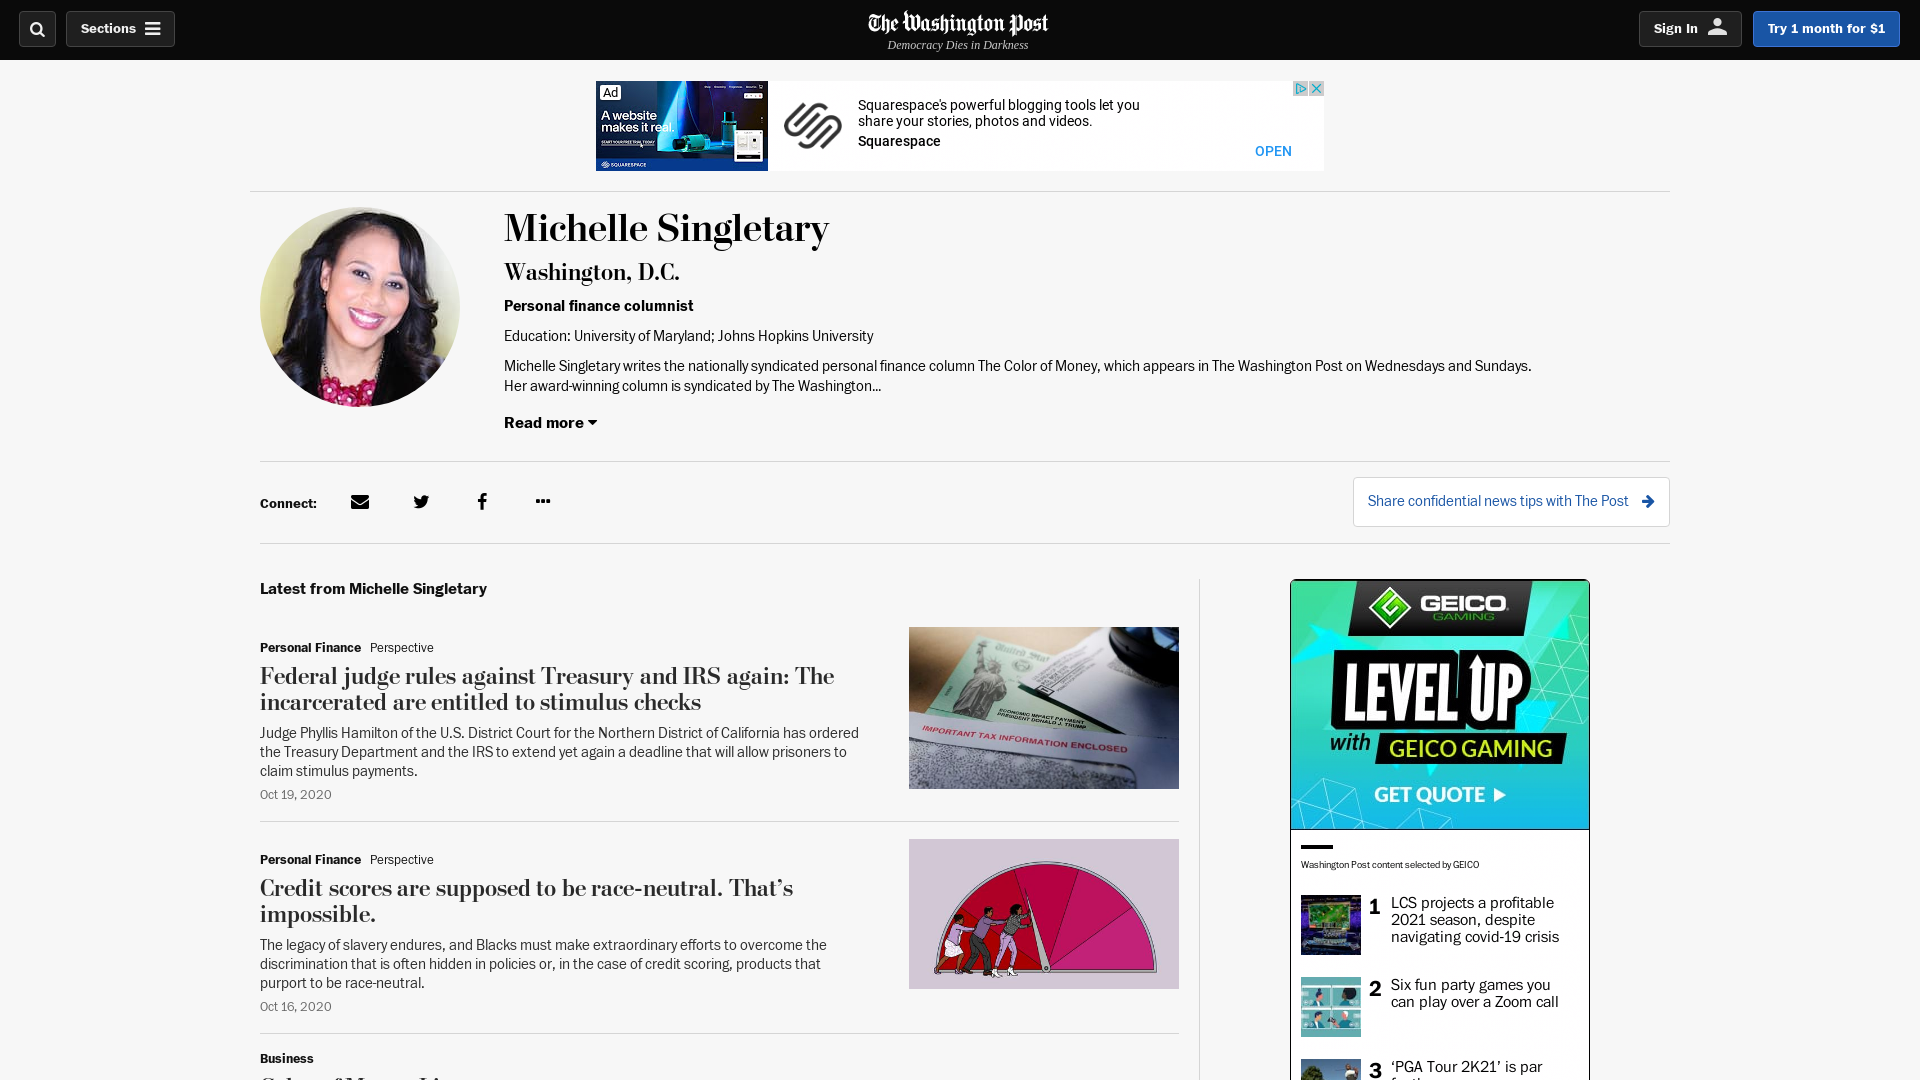 Sections
The Washington Post
Democracy Dies in Darkness
Sign In
Try 1 month for $1
Ad
A website
makes it real.
START YOUR FREE TRIAL TODAY
SQUARESPACE
Squarespace's powerful blogging tools let you
share your stories, photos and videos.
Squarespace
OPEN
Michelle Singletary
Washington, D.C.
Personal finance columnist
Education: University of Maryland; Johns Hopkins University
Michelle Singletary writes the nationally syndicated personal finance column The Color of Money, which appears in The Washington Post on Wednesdays and Sundays.
Her award-winning column is syndicated by The Washington...
Read more
Connect:
Share confidential news tips with The Post
Latest from Michelle Singletary
Personal Finance Perspective
Federal judge rules against Treasury and IRS again: The
incarcerated are entitled to stimulus checks
Judge Phyllis Hamilton of the U.S. District Court for the Northern District of California has ordered
the Treasury Department and the IRS to extend yet again a deadline that will allow prisoners to
claim stimulus payments.
Oct 19, 2020
United Sta
ECONOMIC IMPACT PAYMENT
PRESIDENT DONALD J. TRUMP
IMPORTANT TAX INFORMATION ENCLOSED
Personal Finance Perspective
Credit scores are supposed to be race-neutral. That’s
impossible.
The legacy of slavery endures, and Blacks must make extraordinary efforts to overcome the
discrimination that is often hidden in policies or, in the case of credit scoring, products that
purport to be race-neutral.
Oct 16, 2020
Business
GEICO
GAMING
LEVEL UP
with GEICO GAMING
GET QUOTE
Washington Post content selected by GEICO
1 LCS projects a profitable
2021 season, despite
navigating covid-19 crisis
2 Six fun party games you
can play over a Zoom call
3 ‘PGA Tour 2K21’ is par